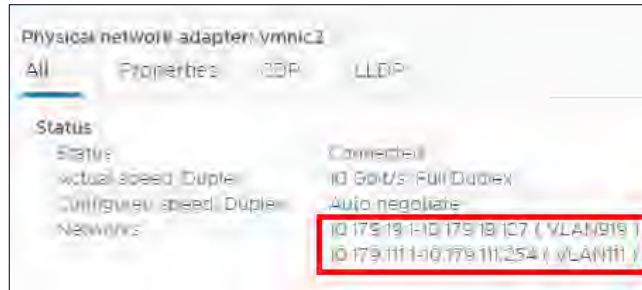 Physical network adapter: vmnic2
All Properties CDP LLDP
Status
Status Connected
Actual speed, Duplex 10 Gbit/s, Full Duplex
Configured speed, Duplex Auto negotiate
Networks 10.179.19.1-10.179.19.127 ( VLAN919 )
10.179.111.1-10.179.111.254 ( VLAN111 )